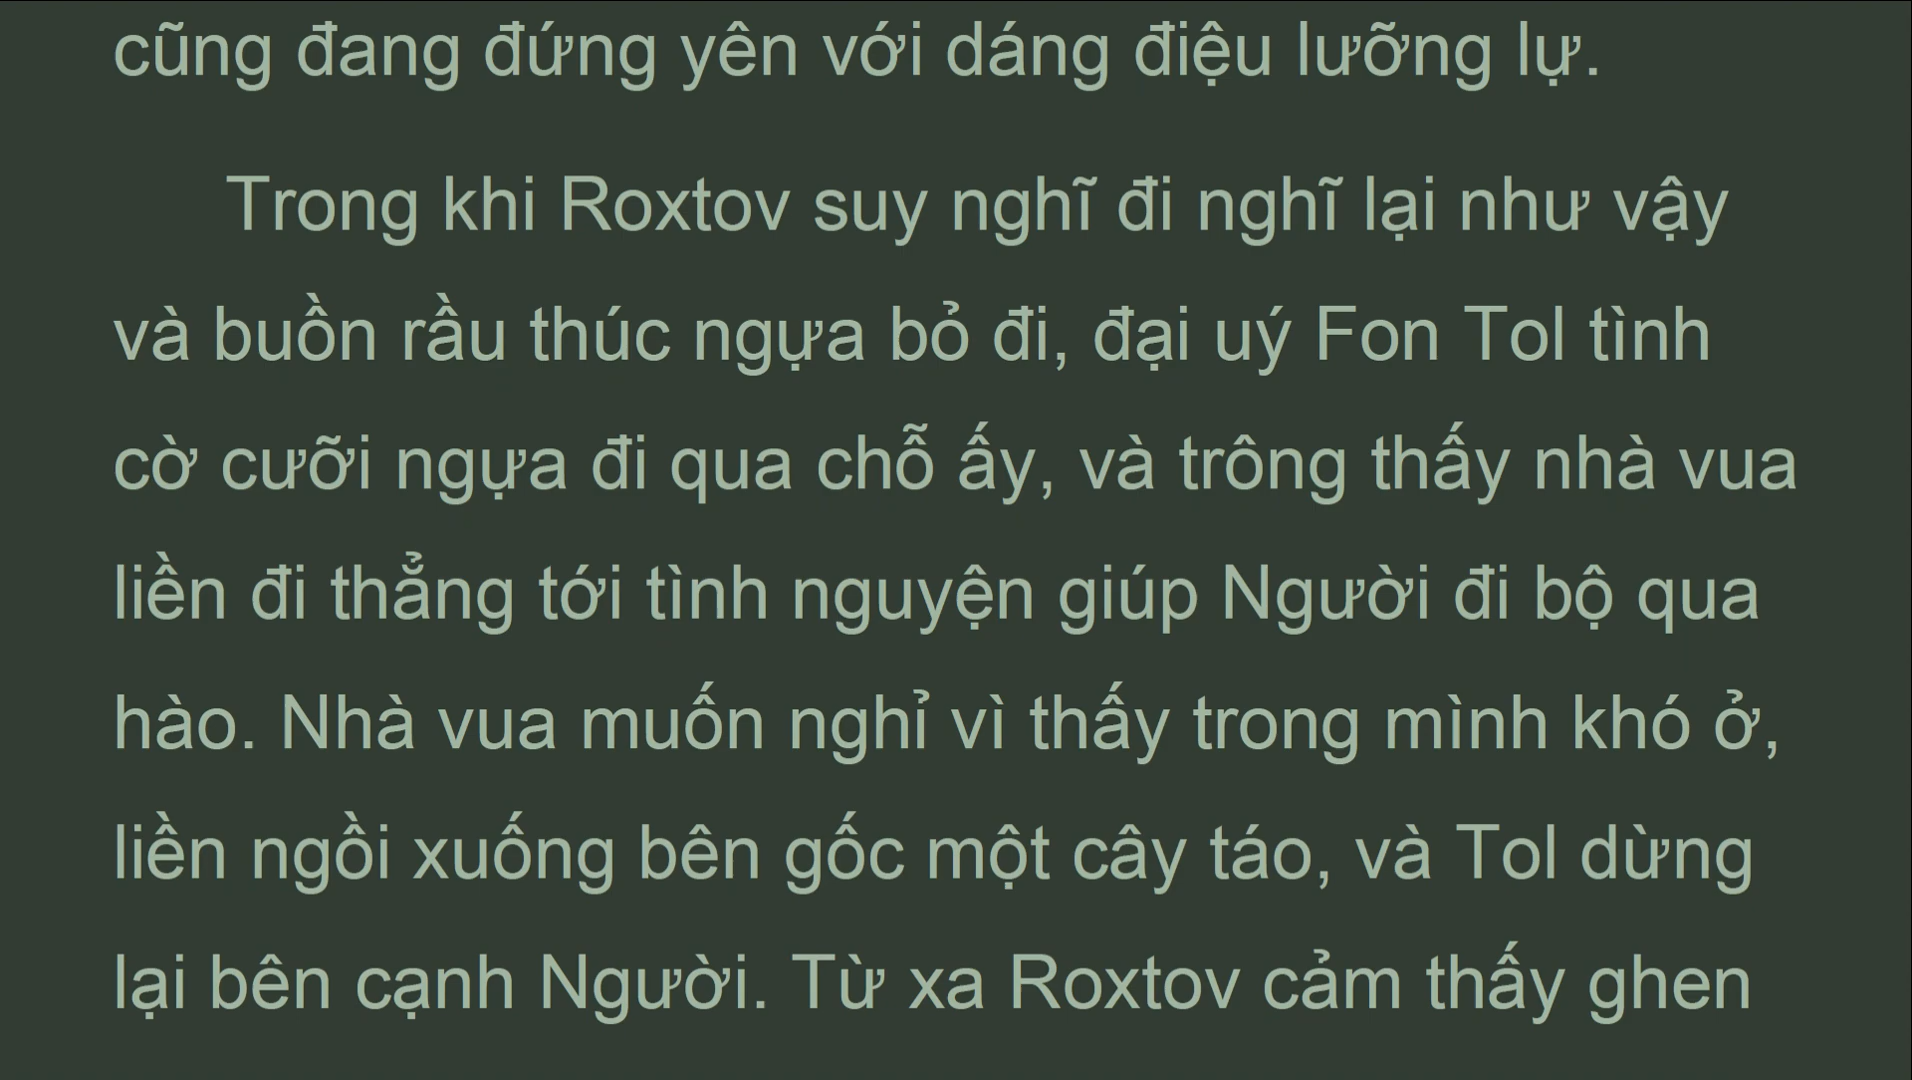 cũng đang đứng yên với dáng điệu lưỡng lự.
Trong khi Roxtov suy nghĩ đi nghĩ lại như vậy
và buồn rầu thúc ngựa bỏ đi, đại uý Fon Tol tình
cờ cưỡi ngựa đi qua chỗ ấy, và trông thấy nhà vua
liền đi thẳng tới tình nguyện giúp Người đi bộ qua
hào. Nhà vua muốn nghỉ vì thấy trong mình khó ở,
liền ngồi xuống bên gốc một cây táo, và Tol dừng
lại bên cạnh Người. Từ xa Roxtov cảm thấy ghen